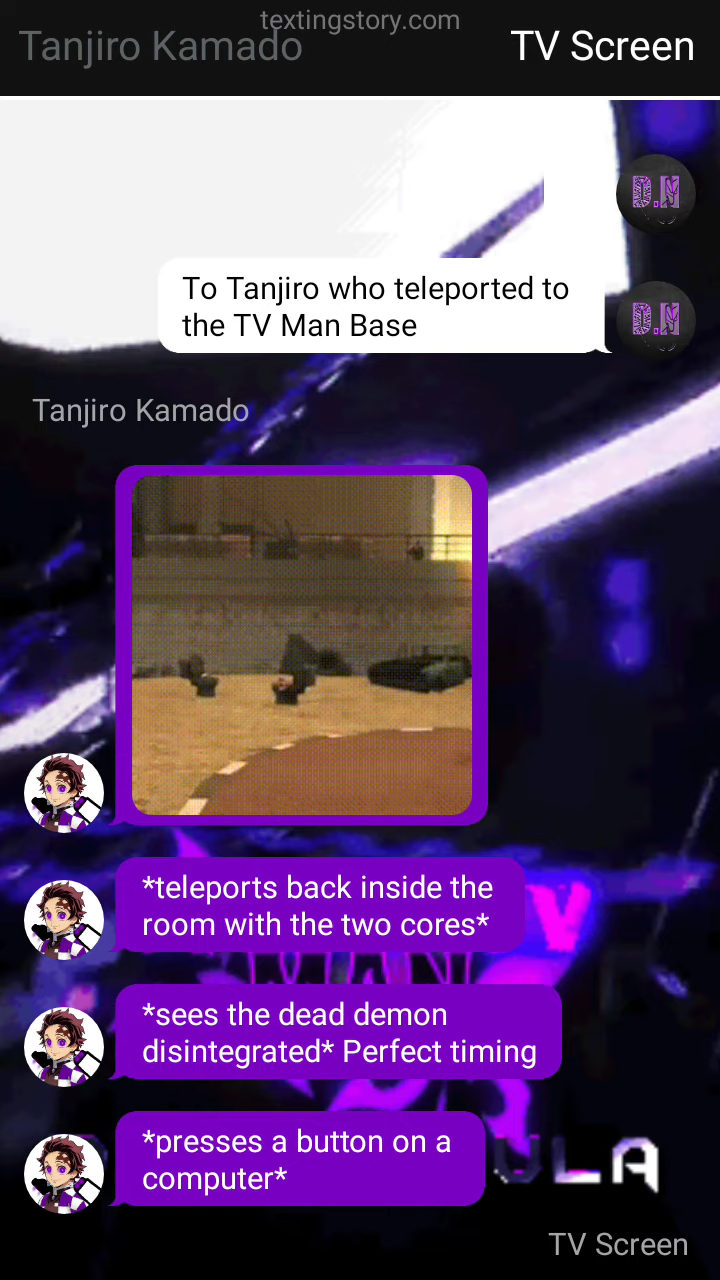 textingstory.com
Tanjiro Kamado
TV Screen
D.N
To Tanjiro who teleported to
the TV Man Base
D.N
Tanjiro Kamado
*teleports back inside the
room with the two cores*
*sees the dead demon
disintegrated* Perfect timing
*presses a button on a
computer*
TV Screen